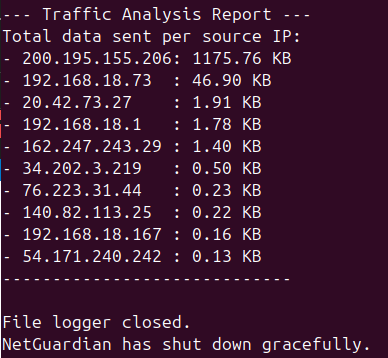 --- Traffic Analysis Report ---
Total data sent per source IP:
- 200.195.155.206: 1175.76 KB
- 192.168.18.73  : 46.90 KB
- 20.42.73.27    : 1.91 KB
- 192.168.18.1   : 1.78 KB
- 162.247.243.29 : 1.40 KB
- 34.202.3.219   : 0.50 KB
- 76.223.31.44   : 0.23 KB
- 140.82.113.25  : 0.22 KB
- 192.168.18.167 : 0.16 KB
- 54.171.240.242 : 0.13 KB
-----------------------------
File logger closed.
NetGuardian has shut down gracefully.